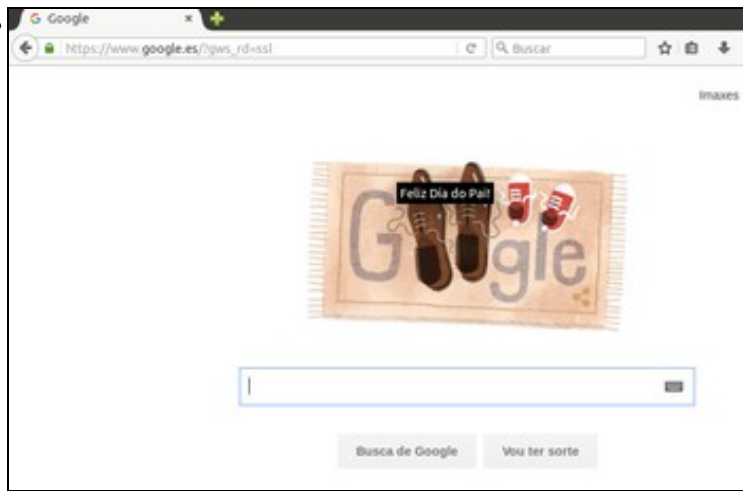 Google
https://www.google.es/?gws_rd=ssl
Buscar
Imaxes
Feliz Día do Pai!
Google
Busca de Google
Vou ter sorte